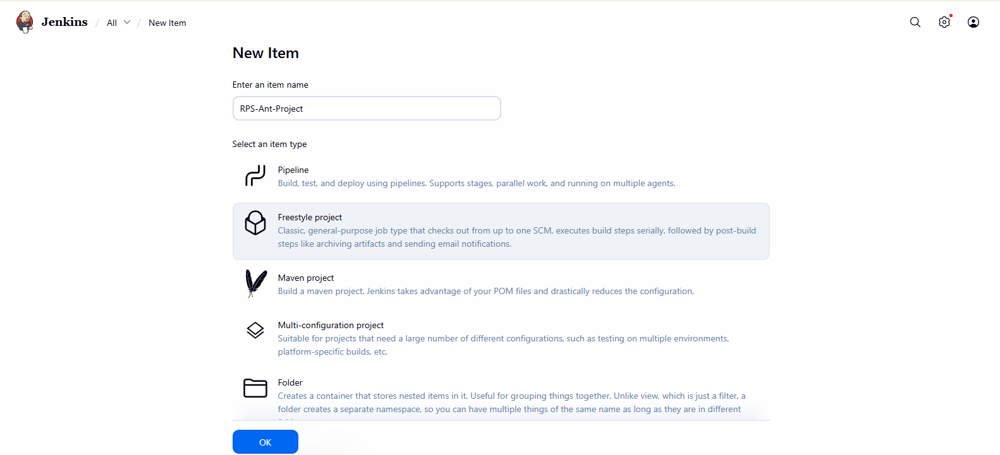 Jenkins / All / New Item
New Item
Enter an item name
RPS-Ant-Project
Select an item type
Pipeline
Build, test, and deploy using pipelines. Supports stages, parallel work, and running on multiple agents.
Freestyle project
Classic, general-purpose job type that checks out from up to one SCM, executes build steps serially, followed by post-build
steps like archiving artifacts and sending email notifications.
Maven project
Build a maven project. Jenkins takes advantage of your POM files and drastically reduces the configuration.
Multi-configuration project
Suitable for projects that need a large number of different configurations, such as testing on multiple environments,
platform-specific builds, etc.
Folder
Creates a container that stores nested items in it. Useful for grouping things together. Unlike view, which is just a filter, a
folder creates a separate namespace, so you can have multiple things of the same name as long as they are in different
OK